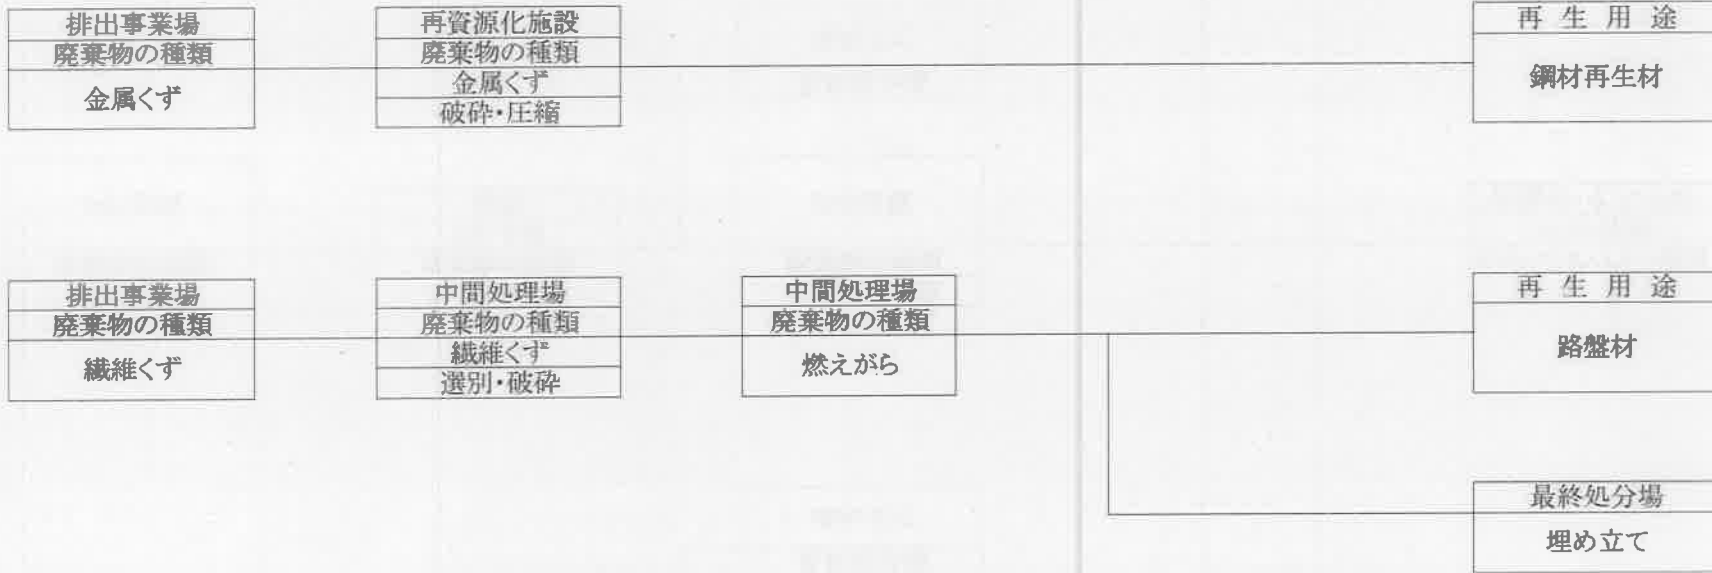 排出事業場
廃棄物の種類
金属くず
再資源化施設
廃棄物の種類
金属くず
破砕・圧縮
再生用途
鋼材再生材
排出事業場
廃棄物の種類
繊維くず
中間処理場
廃棄物の種類
繊維くず
選別・破砕
中間処理場
廃棄物の種類
燃えがら
再生用途
路盤材
最終処分場
埋め立て